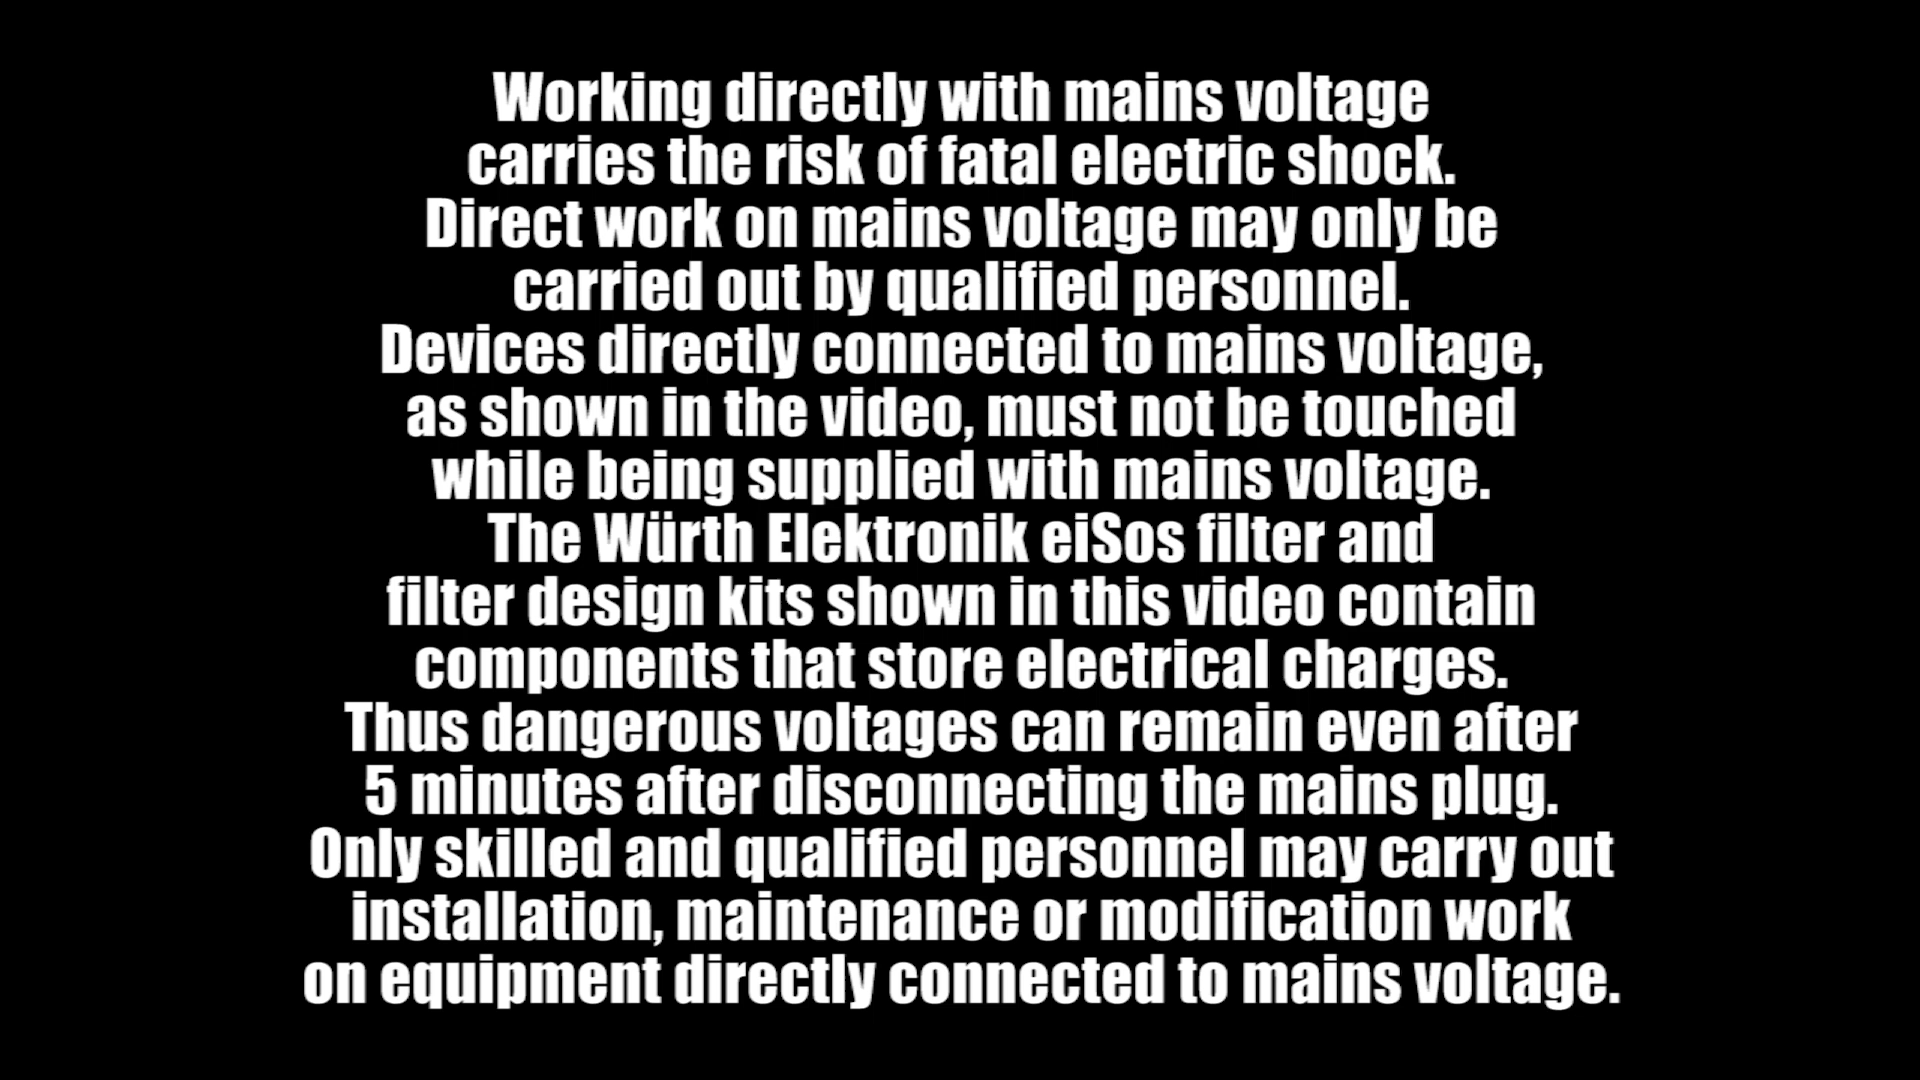 Working directly with mains voltage
carries the risk of fatal electric shock.
Direct work on mains voltage may only be
carried out by qualified personnel.
Devices directly connected to mains voltage,
as shown in the video, must not be touched
while being supplied with mains voltage.
The Würth Elektronik eiSos filter and
filter design kits shown in this video contain
components that store electrical charges.
Thus dangerous voltages can remain even after
5 minutes after disconnecting the mains plug.
Only skilled and qualified personnel may carry out
installation, maintenance or modification work
on equipment directly connected to mains voltage.